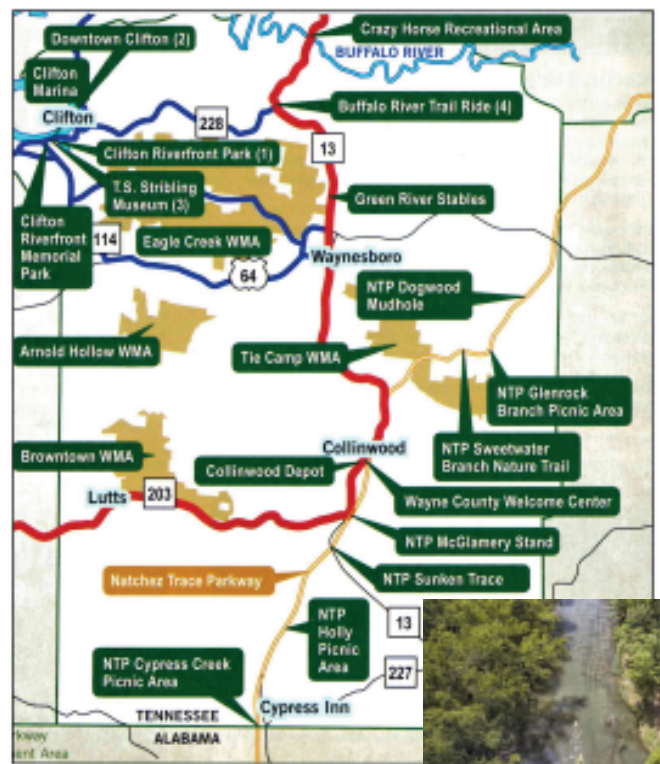 Crazy Horse Recreational Area
Downtown Clifton (2)
BUFFALO RIVER
Clifton
Marina
Buffalo River Trail Ride (4)
Clifton
228
13
Clifton Riverfront Park (1)
T.S. Stribling
Museum (3)
Green River Stables
Clifton
Riverfront
Memorial
Park
114
Eagle Creek WMA
Waynesboro
64
NTP Dogwood
Mudhole
Arnold Hollow WMA
Tie Camp WMA
NTP Glenrock
Branch Picnic Area
Collinwood
NTP Sweetwater
Branch Nature Trail
Browntown WMA
Collinwood Depot
Lutts
203
Wayne County Welcome Center
NTP McGlamery Stand
Natchez Trace Parkway
NTP Sunken Trace
13
NTP
Holly
Picnic
Area
NTP Cypress Creek
Picnic Area
227
Cypress Inn
TENNESSEE
ALABAMA
rkway
ent Area